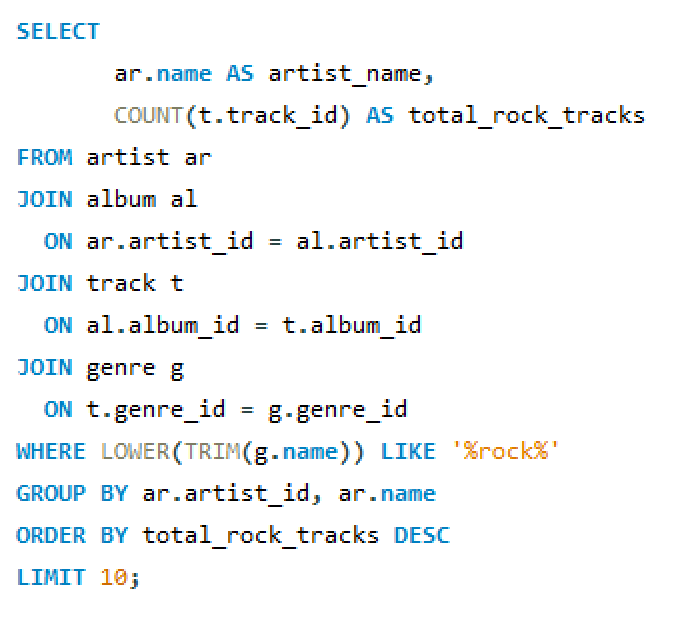 SELECT
ar.name AS artist_name,
COUNT(t.track_id) AS total_rock_tracks
FROM artist ar
JOIN album al
ON ar.artist_id = al.artist_id
JOIN track t
ON al.album_id = t.album_id
JOIN genre g
ON t.genre_id = g.genre_id
WHERE LOWER(TRIM(g.name)) LIKE '%rock%'
GROUP BY ar.artist_id, ar.name
ORDER BY total_rock_tracks DESC
LIMIT 10;